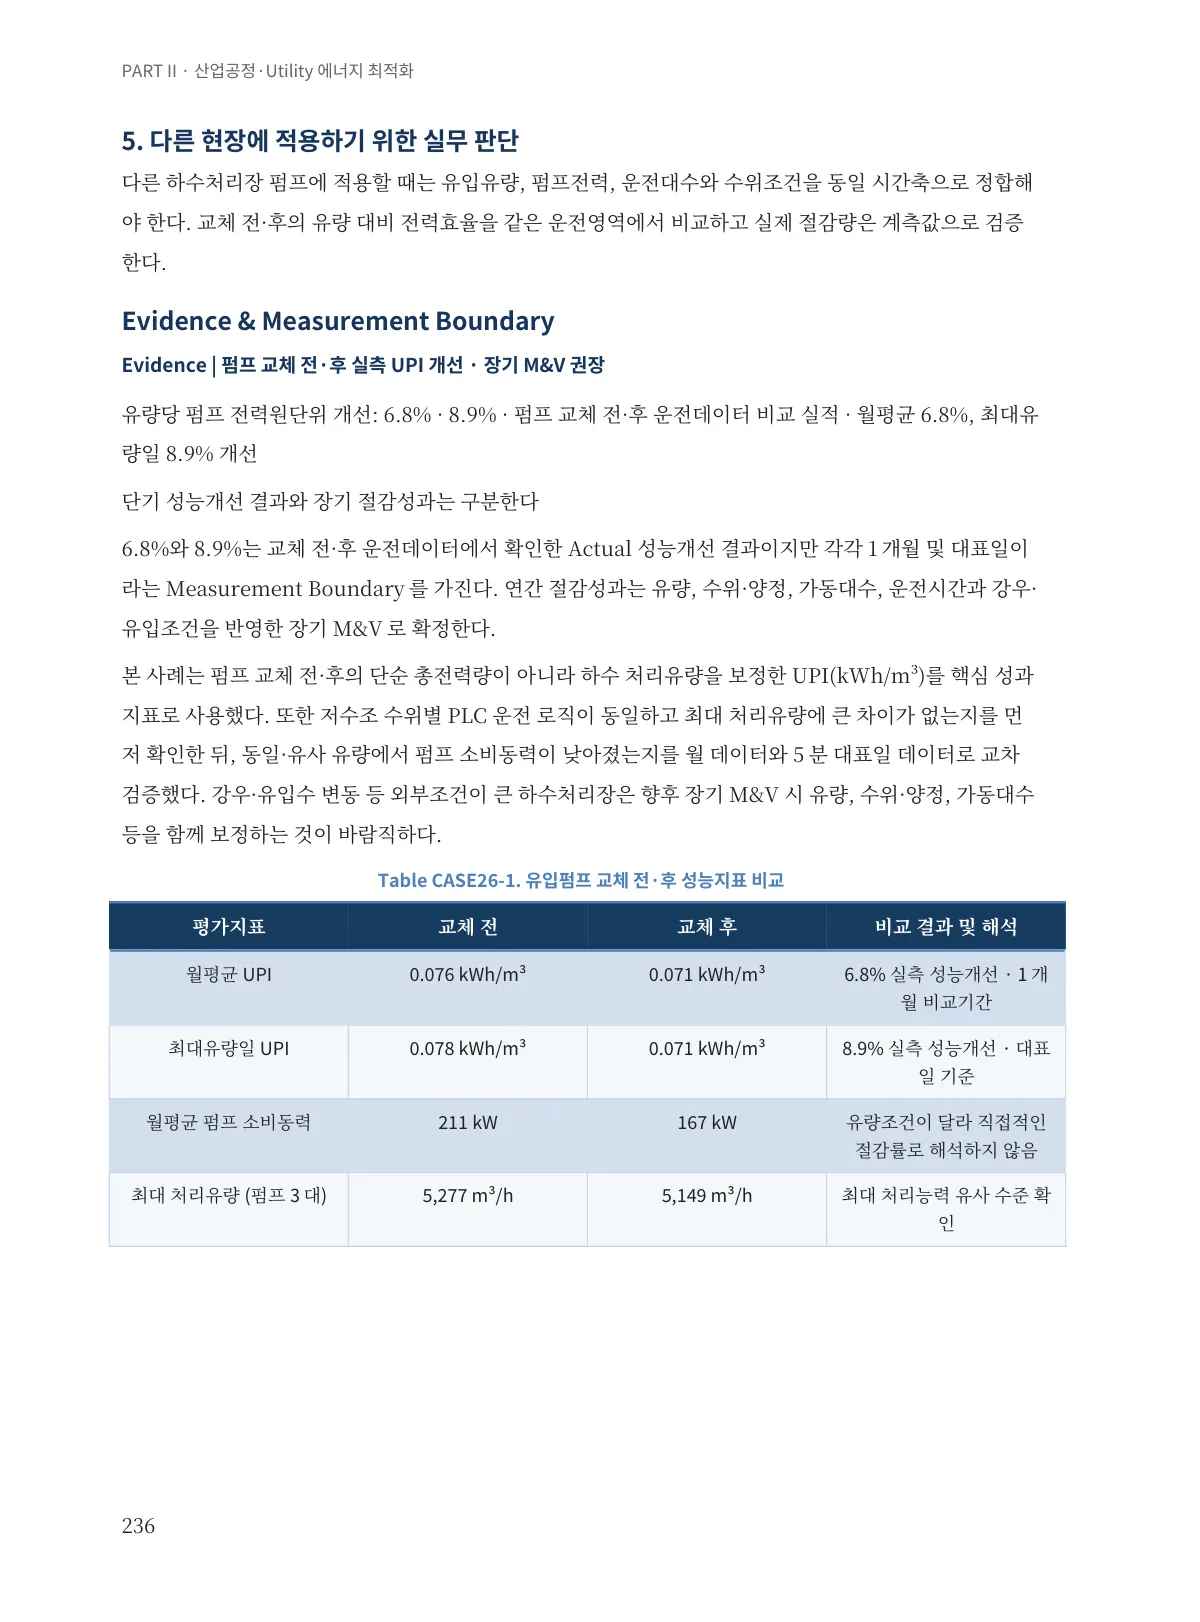 PART II · 산업공정·Utility 에너지 최적화
5. 다른 현장에 적용하기 위한 실무 판단
다른 하수처리장 펌프에 적용할 때는 유입유량, 펌프전력, 운전대수와 수위조건을 동일 시간축으로 정합해
야 한다. 교체 전·후의 유량 대비 전력효율을 같은 운전영역에서 비교하고 실제 절감량은 계측값으로 검증
한다.
Evidence & Measurement Boundary
Evidence | 펌프 교체 전·후 실측 UPI 개선 · 장기 M&V 권장
유량당 펌프 전력원단위 개선: 6.8% · 8.9% · 펌프 교체 전·후 운전데이터 비교 실적 · 월평균 6.8%, 최대유
량일 8.9% 개선
단기 성능개선 결과와 장기 절감성과는 구분한다
6.8%와 8.9%는 교체 전·후 운전데이터에서 확인한 Actual 성능개선 결과이지만 각각 1개월 및 대표일이
라는 Measurement Boundary를 가진다. 연간 절감성과는 유량, 수위·양정, 가동대수, 운전시간과 강우·
유입조건을 반영한 장기 M&V로 확정한다.
본 사례는 펌프 교체 전·후의 단순 총전력량이 아니라 하수 처리유량을 보정한 UPI(kWh/m³)를 핵심 성과
지표로 사용했다. 또한 저수조 수위별 PLC 운전 로직이 동일하고 최대 처리유량에 큰 차이가 없는지를 먼
저 확인한 뒤, 동일·유사 유량에서 펌프 소비동력이 낮아졌는지를 월 데이터와 5분 대표일 데이터로 교차
검증했다. 강우·유입수 변동 등 외부조건이 큰 하수처리장은 향후 장기 M&V 시 유량, 수위·양정, 가동대수
등을 함께 보정하는 것이 바람직하다.
Table CASE26-1. 유입펌프 교체 전·후 성능지표 비교
평가지표 교체 전 교체 후 비교 결과 및 해석
월평균 UPI 0.076 kWh/m³ 0.071 kWh/m³ 6.8% 실측 성능개선 · 1개
월 비교기간
최대유량일 UPI 0.078 kWh/m³ 0.071 kWh/m³ 8.9% 실측 성능개선 · 대표
일 기준
월평균 펌프 소비동력 211 kW 167 kW 유량조건이 달라 직접적인
절감률로 해석하지 않음
최대 처리유량 (펌프 3대) 5,277 m³/h 5,149 m³/h 최대 처리능력 유사 수준 확
인
236